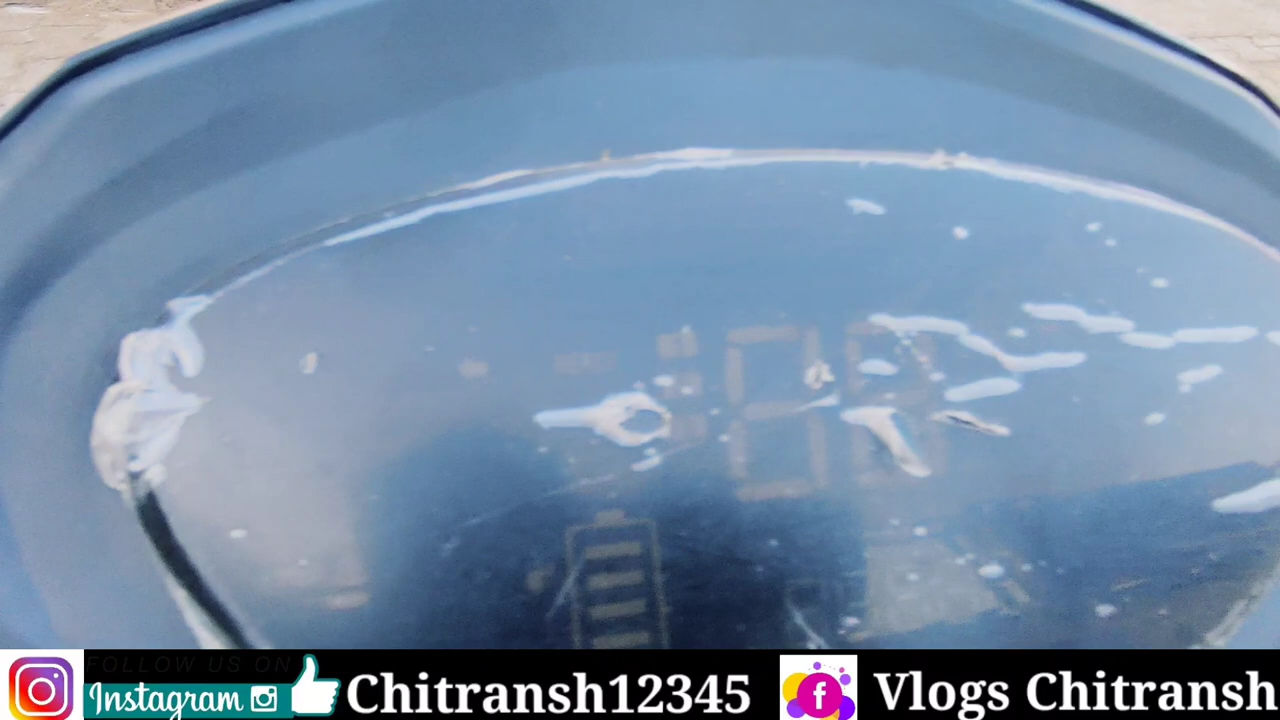 FOLLOW US ON
Instagram
Chitransh12345
f
Vlogs Chitransh